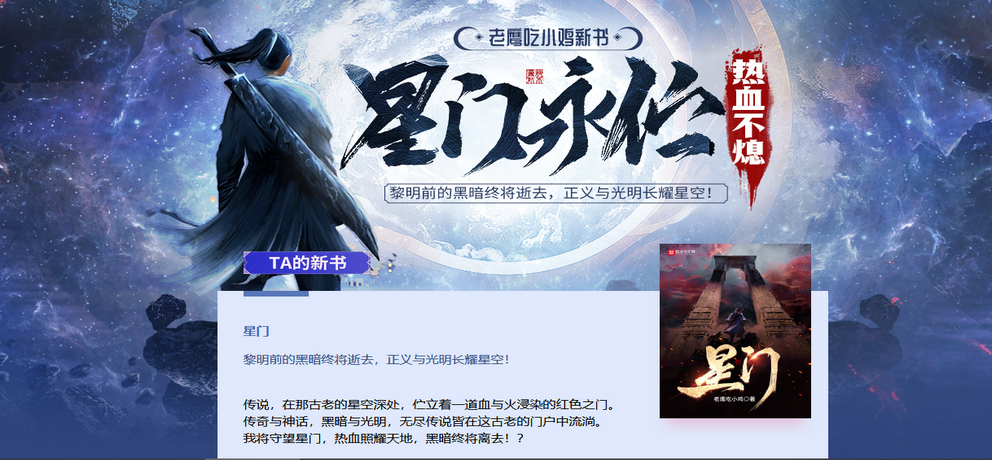 老鹰吃小鸡新书
星门永伫
热血不熄
黎明前的黑暗终将逝去，正义与光明长耀星空！
TA的新书
星门
黎明前的黑暗终将逝去，正义与光明长耀星空！
传说，在那古老的星空深处，伫立着一道血与火浸染的红色之门。
传奇与神话，黑暗与光明，无尽传说皆在这古老的门户中流淌。
我将守望星门，热血照耀天地，黑暗终将离去！？
星门
老鹰吃小鸡◯著